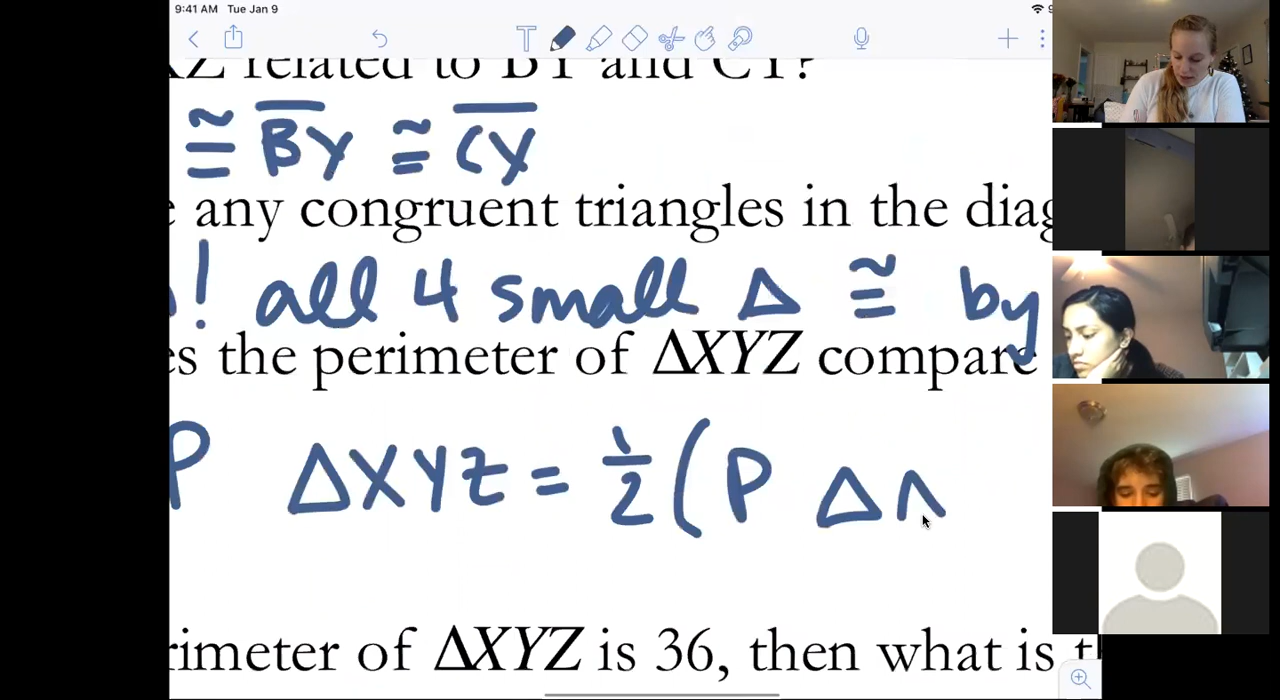 9:41 AM Tue Jan 9
XZ related to BY and CY?
≅ BY ≅ CY
any congruent triangles in the diag
! all 4 small Δ ≅ by
es the perimeter of ΔXYZ compare
P ΔXYZ = 1/2 (P Δ
rimeter of ΔXYZ is 36, then what is t